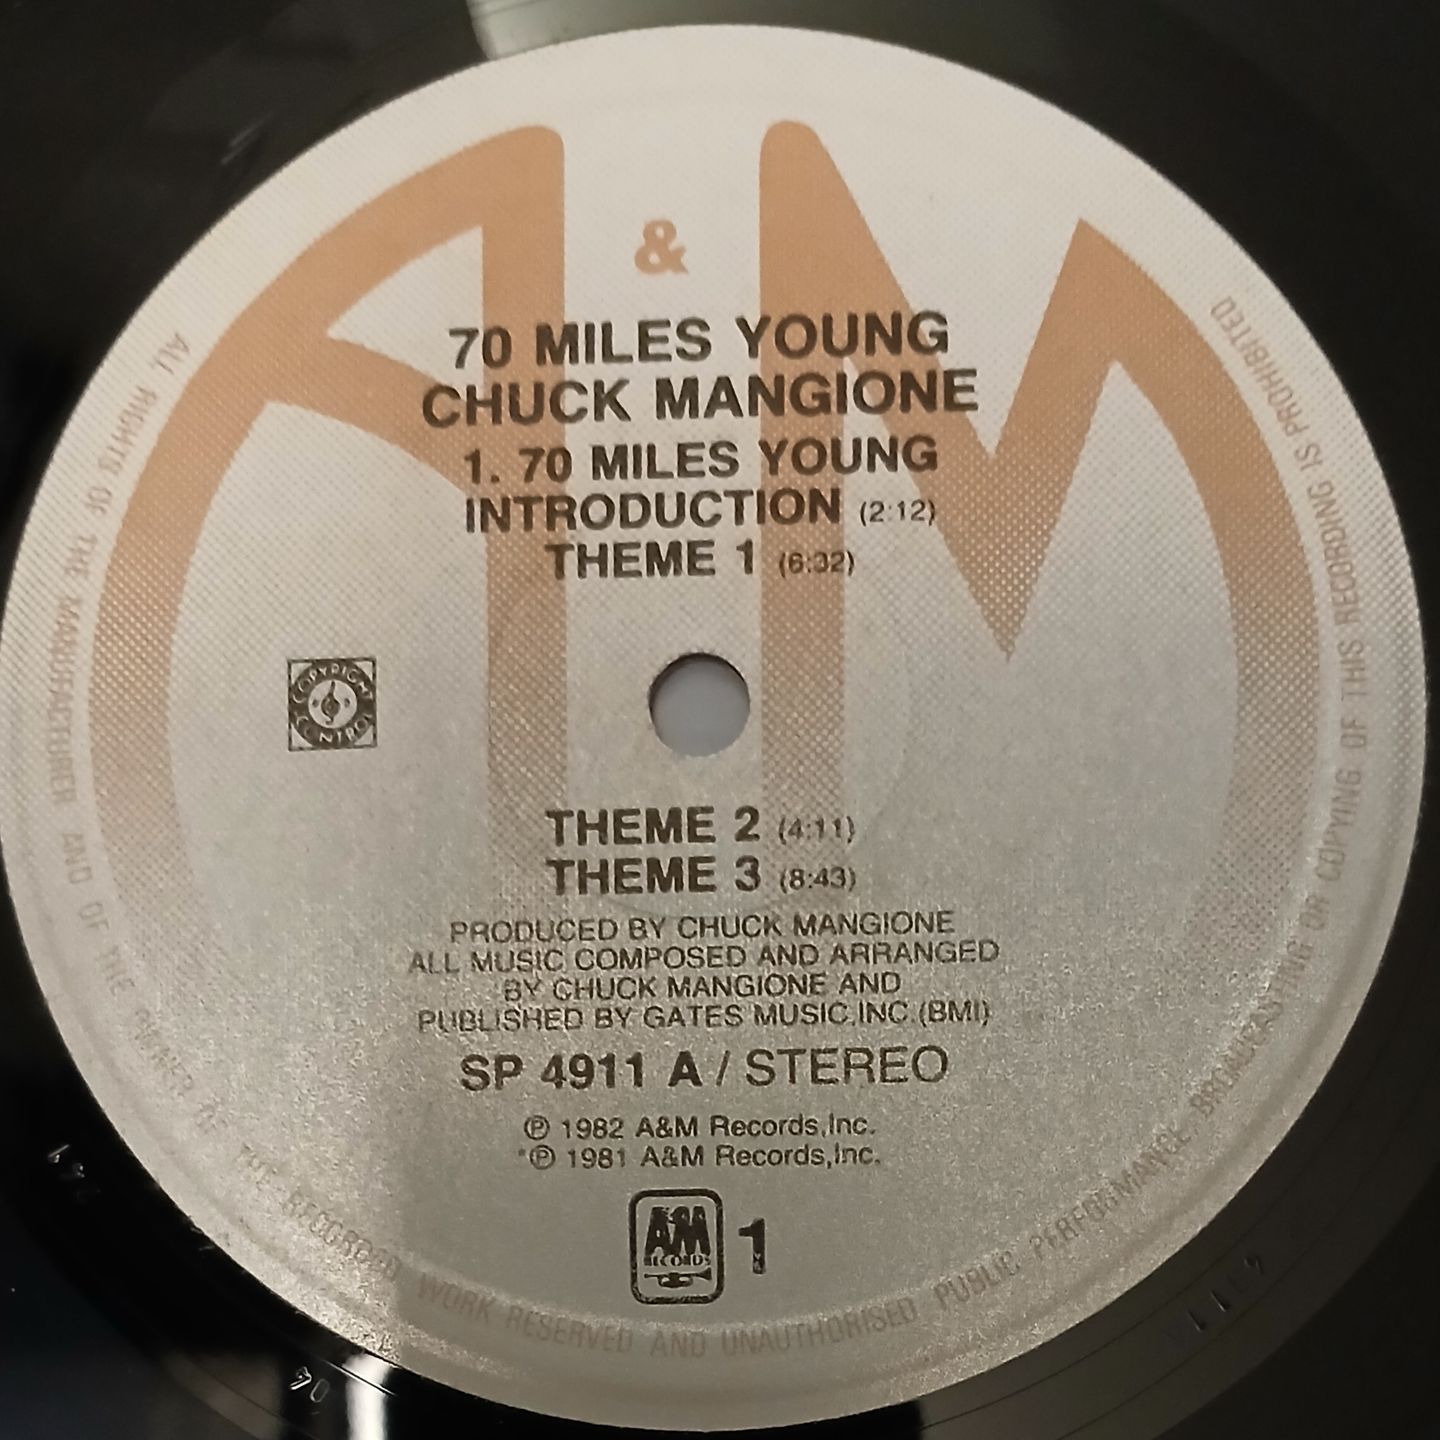 &
70 MILES YOUNG
CHUCK MANGIONE
1. 70 MILES YOUNG
INTRODUCTION (2:12)
THEME 1 (6:32)
COPYRIGHT
CONTROL
THEME 2 (4:11)
THEME 3 (8:43)
PRODUCED BY CHUCK MANGIONE
ALL MUSIC COMPOSED AND ARRANGED
BY CHUCK MANGIONE AND
PUBLISHED BY GATES MUSIC,INC.(BMI)
SP 4911 A / STEREO
℗ 1982 A&M Records,Inc.
*℗ 1981 A&M Records,Inc.
A&M
RECORDS
1
ALL RIGHTS OF THE MANUFACTURER AND OF THE OWNER OF THE RECORDED WORK RESERVED AND UNAUTHORISED PUBLIC PERFORMANCE BROADCASTING OR COPYING OF THIS RECORDING IS PROHIBITED